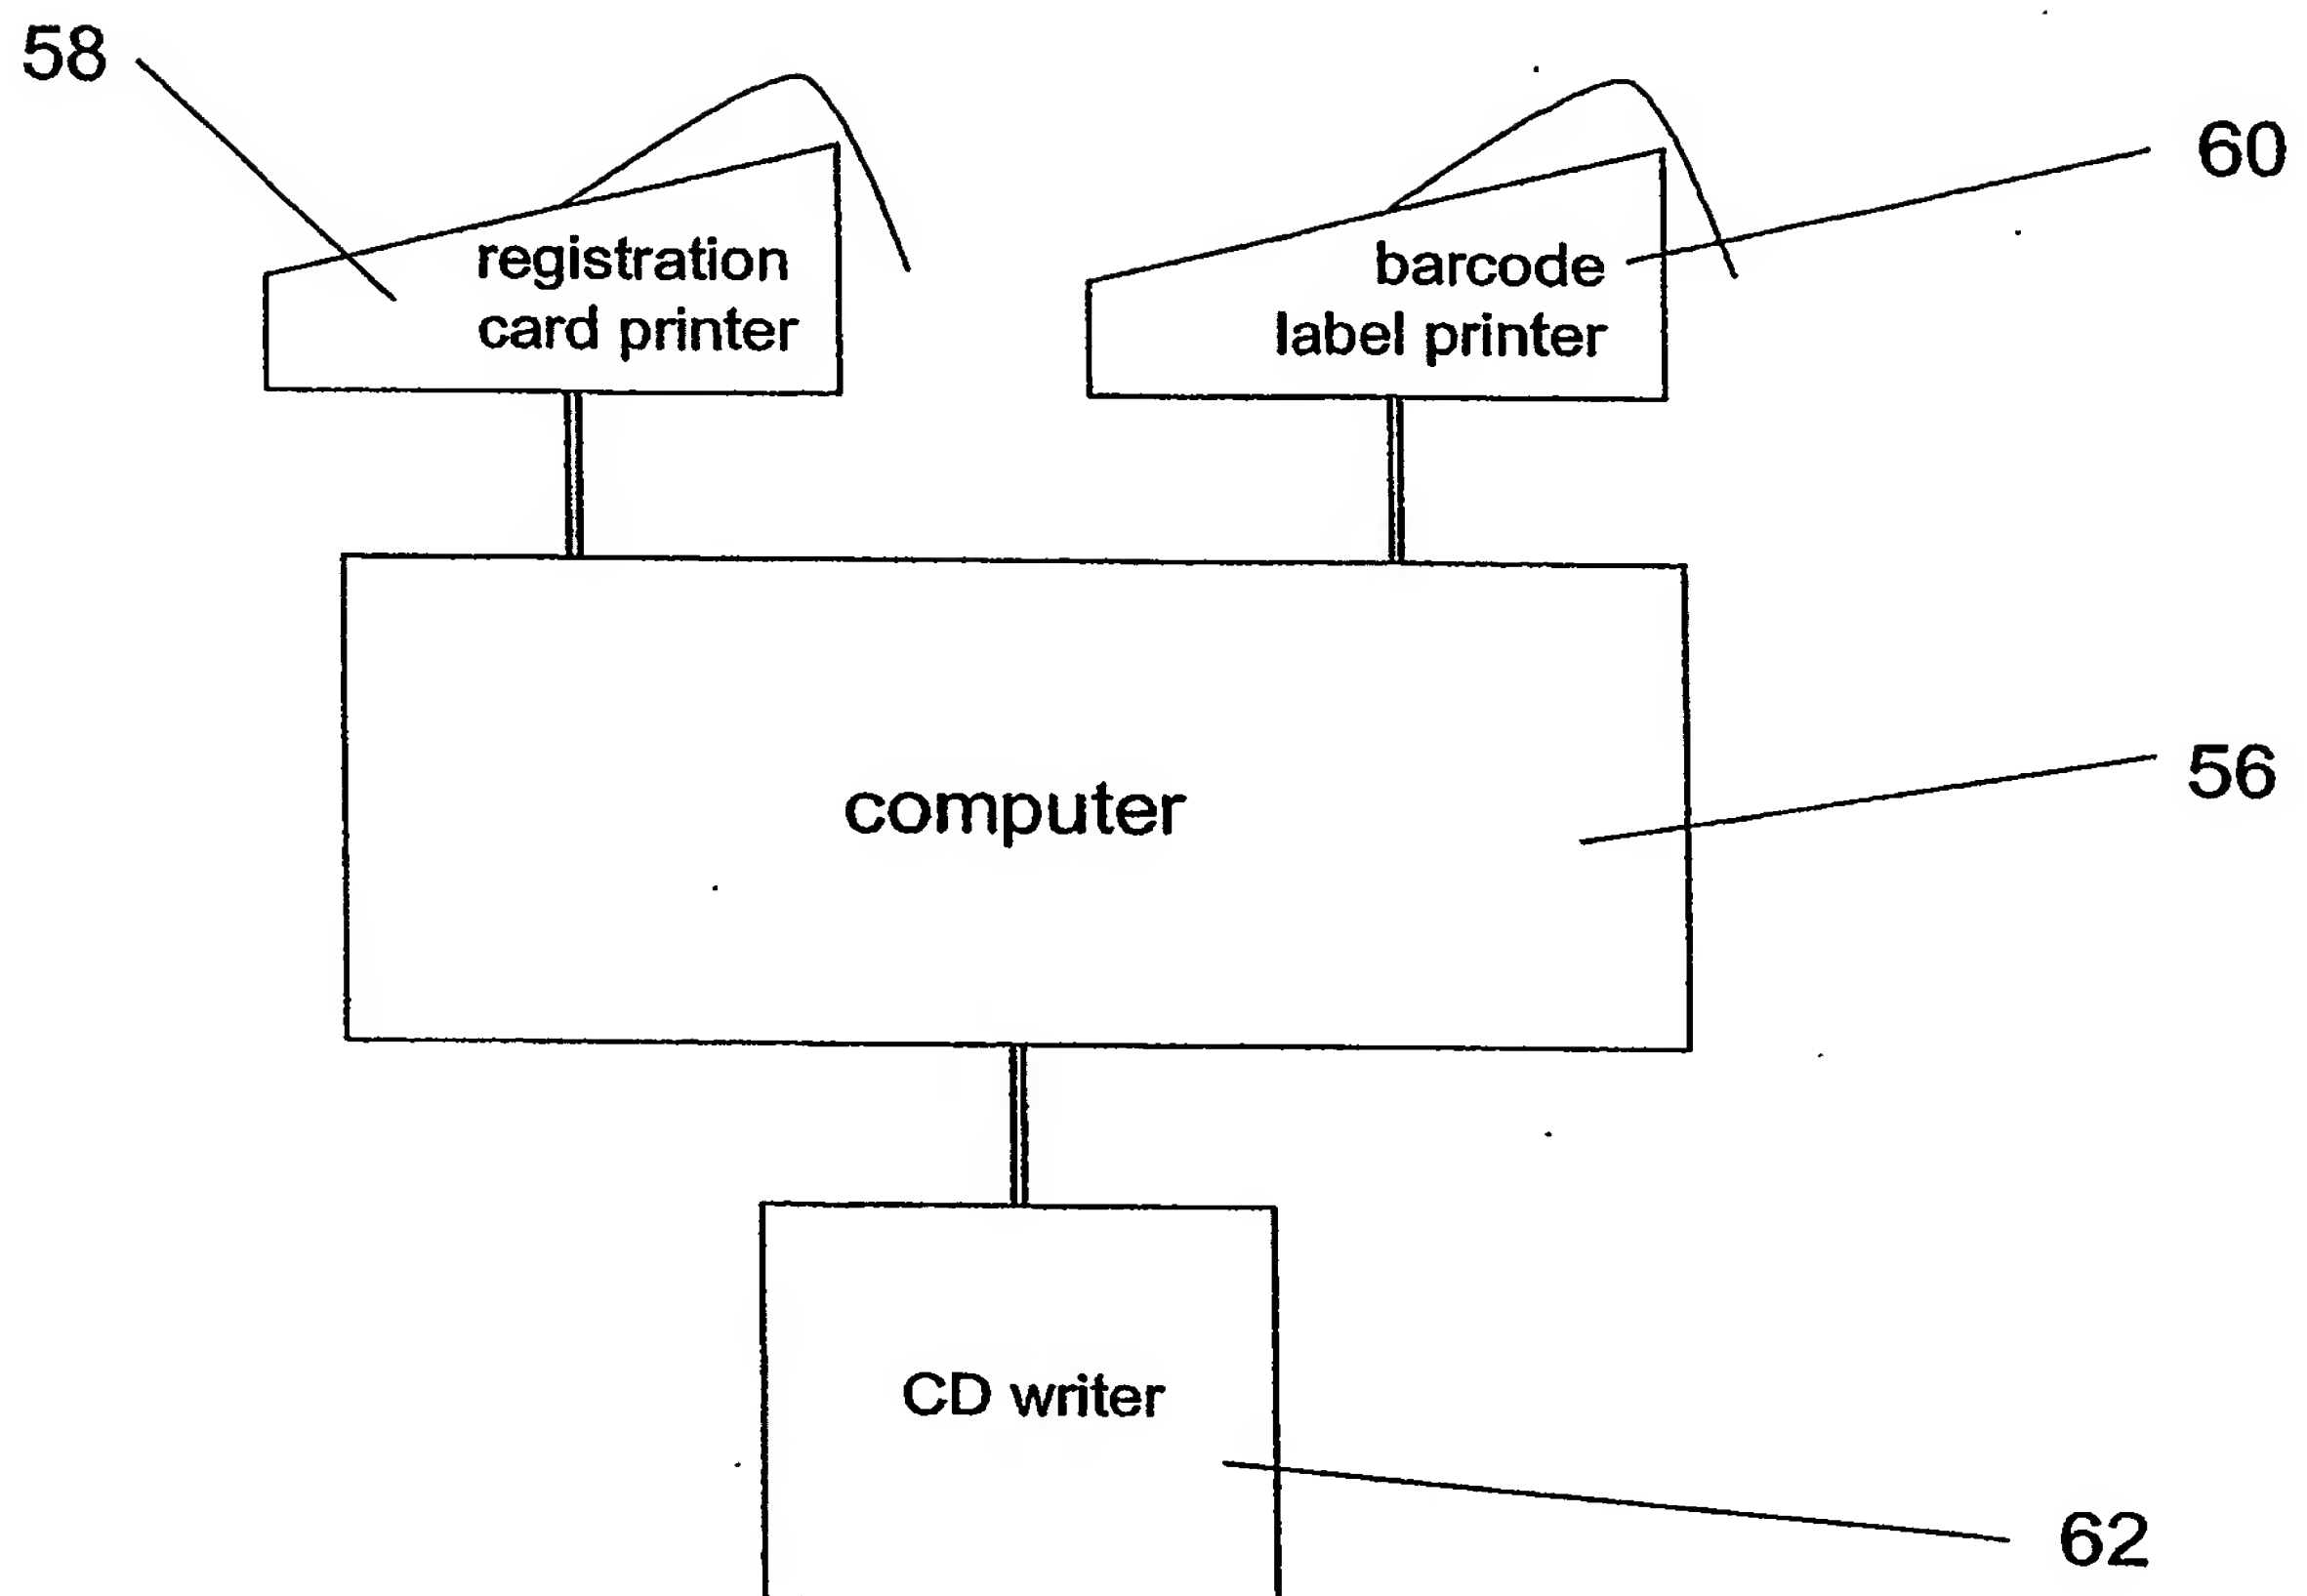 58
60
registration
card printer
barcode
label printer
56
computer
CD writer
62